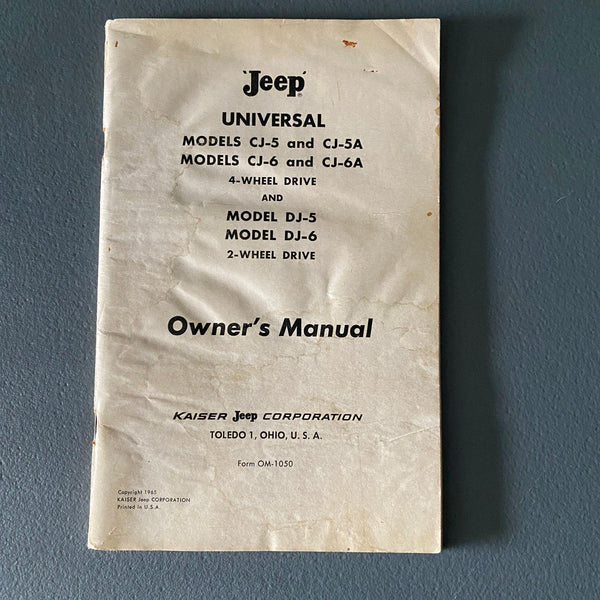 'Jeep'
UNIVERSAL
MODELS CJ-5 and CJ-5A
MODELS CJ-6 and CJ-6A
4-WHEEL DRIVE
AND
MODEL DJ-5
MODEL DJ-6
2-WHEEL DRIVE
Owner's Manual
KAISER Jeep CORPORATION
TOLEDO 1, OHIO, U. S. A.
Form OM-1050
Copyright 1965
KAISER Jeep CORPORATION
Printed in U.S.A.